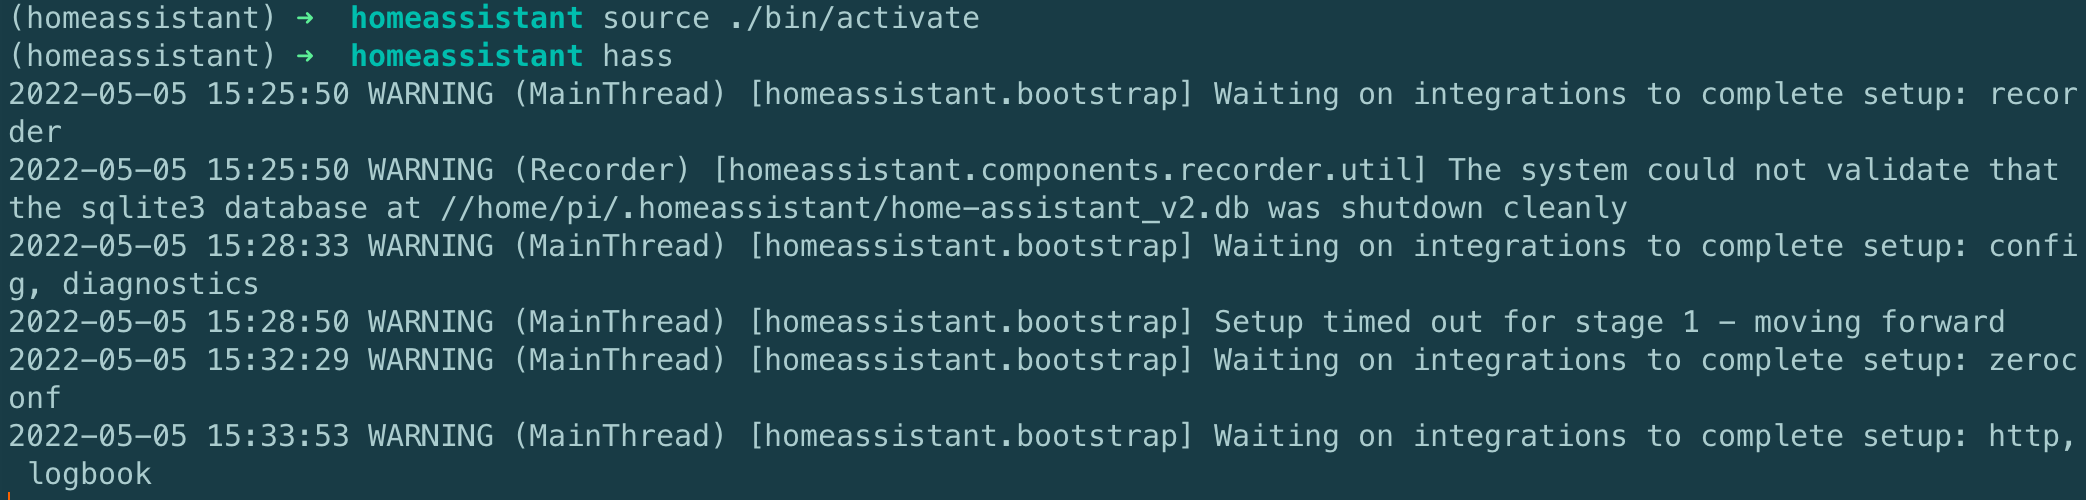 (homeassistant) →  homeassistant source ./bin/activate
(homeassistant) →  homeassistant hass
2022-05-05 15:25:50 WARNING (MainThread) [homeassistant.bootstrap] Waiting on integrations to complete setup: recor
der
2022-05-05 15:25:50 WARNING (Recorder) [homeassistant.components.recorder.util] The system could not validate that
the sqlite3 database at //home/pi/.homeassistant/home-assistant_v2.db was shutdown cleanly
2022-05-05 15:28:33 WARNING (MainThread) [homeassistant.bootstrap] Waiting on integrations to complete setup: confi
g, diagnostics
2022-05-05 15:28:50 WARNING (MainThread) [homeassistant.bootstrap] Setup timed out for stage 1 - moving forward
2022-05-05 15:32:29 WARNING (MainThread) [homeassistant.bootstrap] Waiting on integrations to complete setup: zeroc
onf
2022-05-05 15:33:53 WARNING (MainThread) [homeassistant.bootstrap] Waiting on integrations to complete setup: http,
 logbook